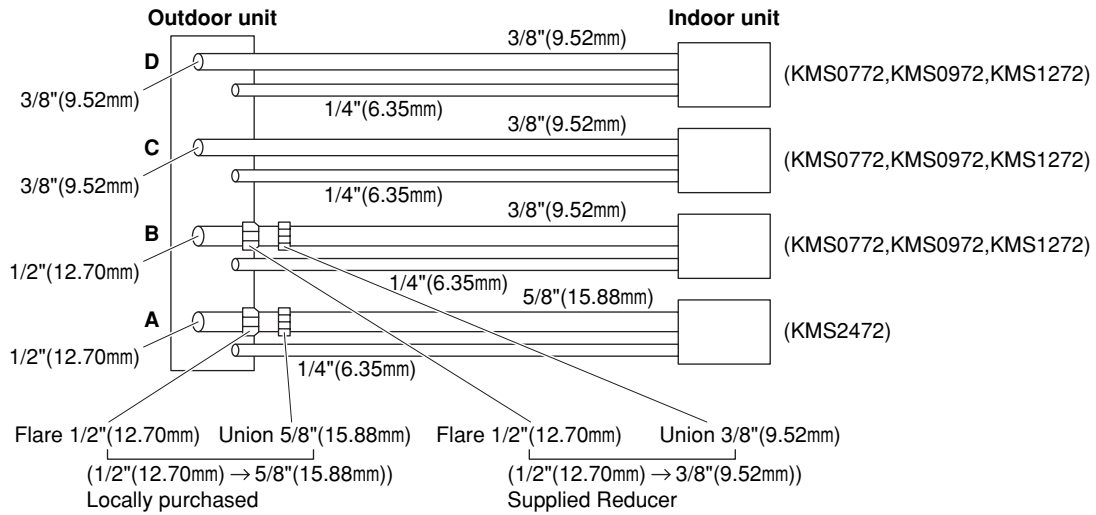 Outdoor unit
Indoor unit
D
3/8"(9.52mm)
(KMS0772,KMS0972,KMS1272)
3/8"(9.52mm)
1/4"(6.35mm)
3/8"(9.52mm)
C
(KMS0772,KMS0972,KMS1272)
3/8"(9.52mm)
1/4"(6.35mm)
3/8"(9.52mm)
B
(KMS0772,KMS0972,KMS1272)
1/2"(12.70mm)
1/4"(6.35mm)
5/8"(15.88mm)
A
(KMS2472)
1/2"(12.70mm)
1/4"(6.35mm)
Flare 1/2"(12.70mm)
Union 5/8"(15.88mm)
Flare 1/2"(12.70mm)
Union 3/8"(9.52mm)
(1/2"(12.70mm) → 5/8"(15.88mm))
Locally purchased
(1/2"(12.70mm) → 3/8"(9.52mm))
Supplied Reducer